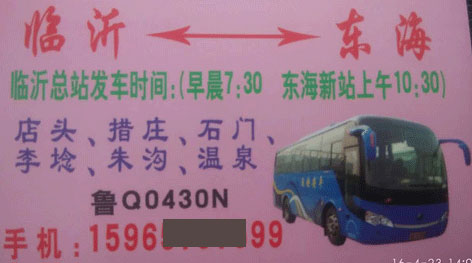 临沂 ←→ 东海
临沂总站发车时间:(早晨7:30 东海新站上午10:30)
店头、措庄、石门、
李埝、朱沟、温泉
鲁Q0430N
手机:1596 99